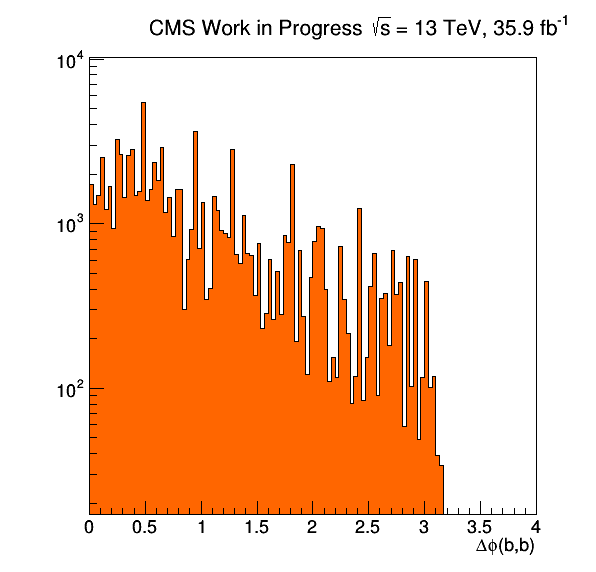 CMS Work in Progress √s = 13 TeV, 35.9 fb⁻¹
10⁴
10³
10²
0 0.5 1 1.5 2 2.5 3 3.5 4
Δϕ(b,b)